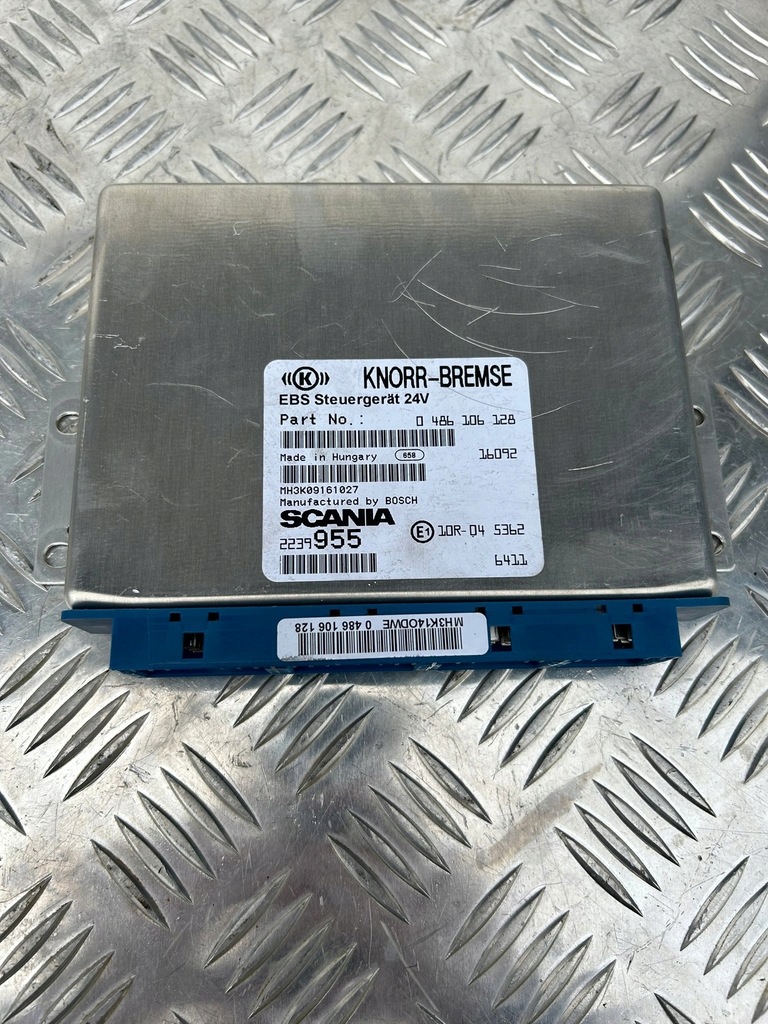 K KNORR-BREMSE
EBS Steuergerät 24V
Part No.: 0 486 106 128
Made in Hungary 658 16092
MH3K09161027
Manufactured by BOSCH
SCANIA
2239955 E1 10R-04 5362
6411
MH3K14ODWE 0 486 106 128